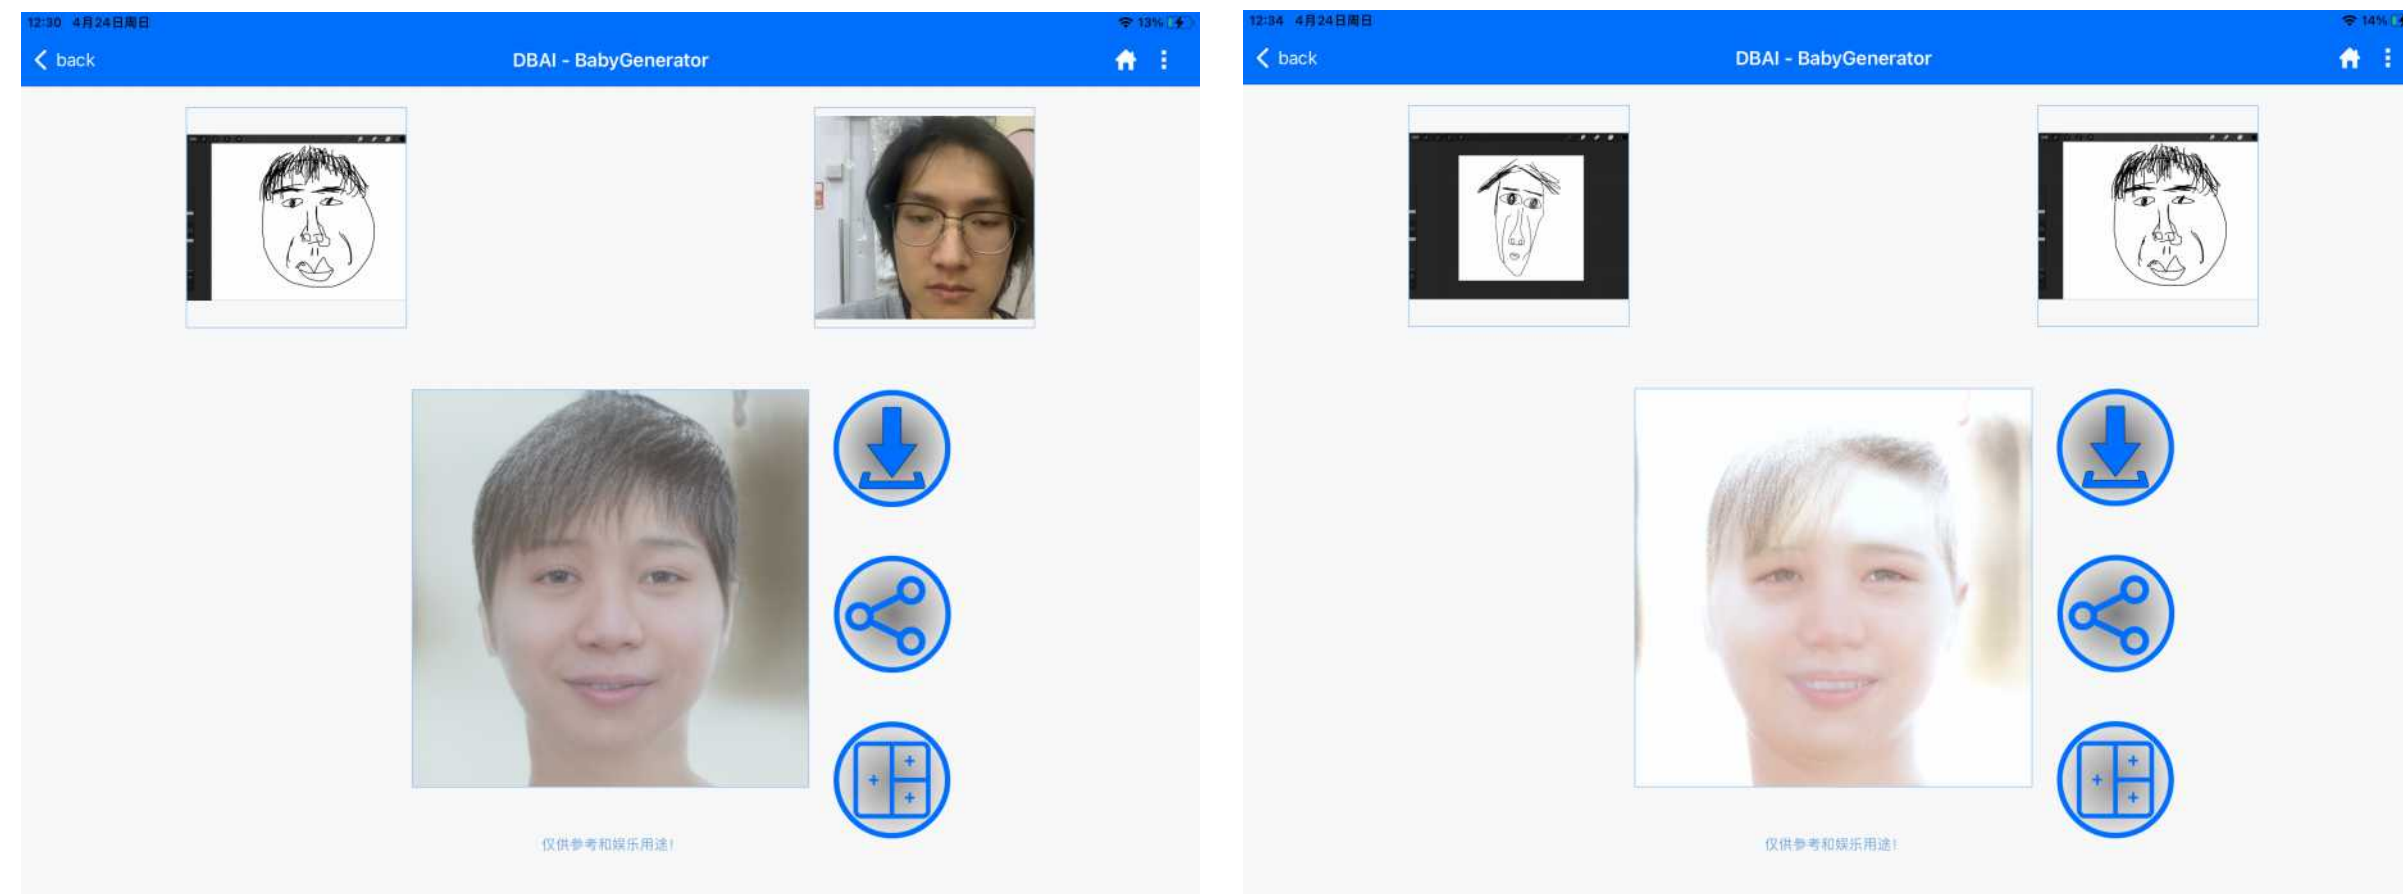 12:30 4月24日周日
13%
back
DBAI - BabyGenerator
仅供参考和娱乐用途!
12:34 4月24日周日
14%
back
DBAI - BabyGenerator
仅供参考和娱乐用途!